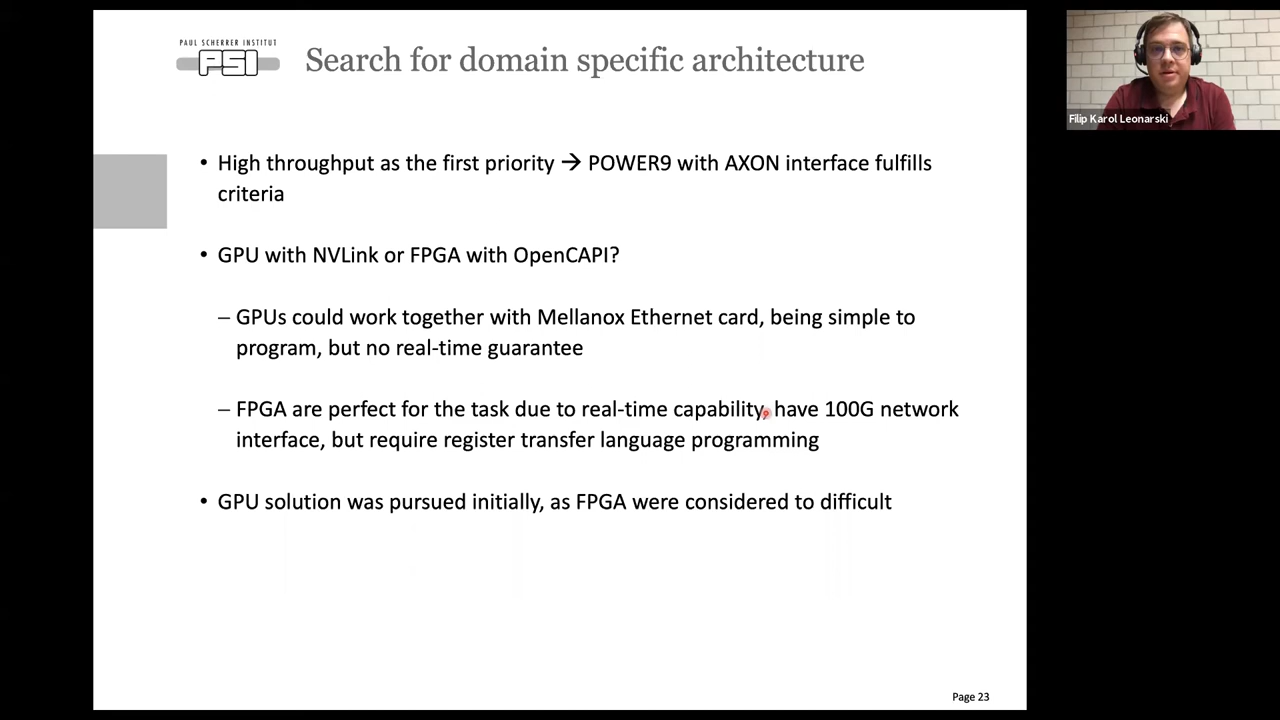 PAUL SCHERRER INSTITUT
PSI
Search for domain specific architecture
Filip Karol Leonarski
• High throughput as the first priority → POWER9 with AXON interface fulfills
criteria
• GPU with NVLink or FPGA with OpenCAPI?
– GPUs could work together with Mellanox Ethernet card, being simple to
program, but no real-time guarantee
– FPGA are perfect for the task due to real-time capability, have 100G network
interface, but require register transfer language programming
• GPU solution was pursued initially, as FPGA were considered to difficult
Page 23